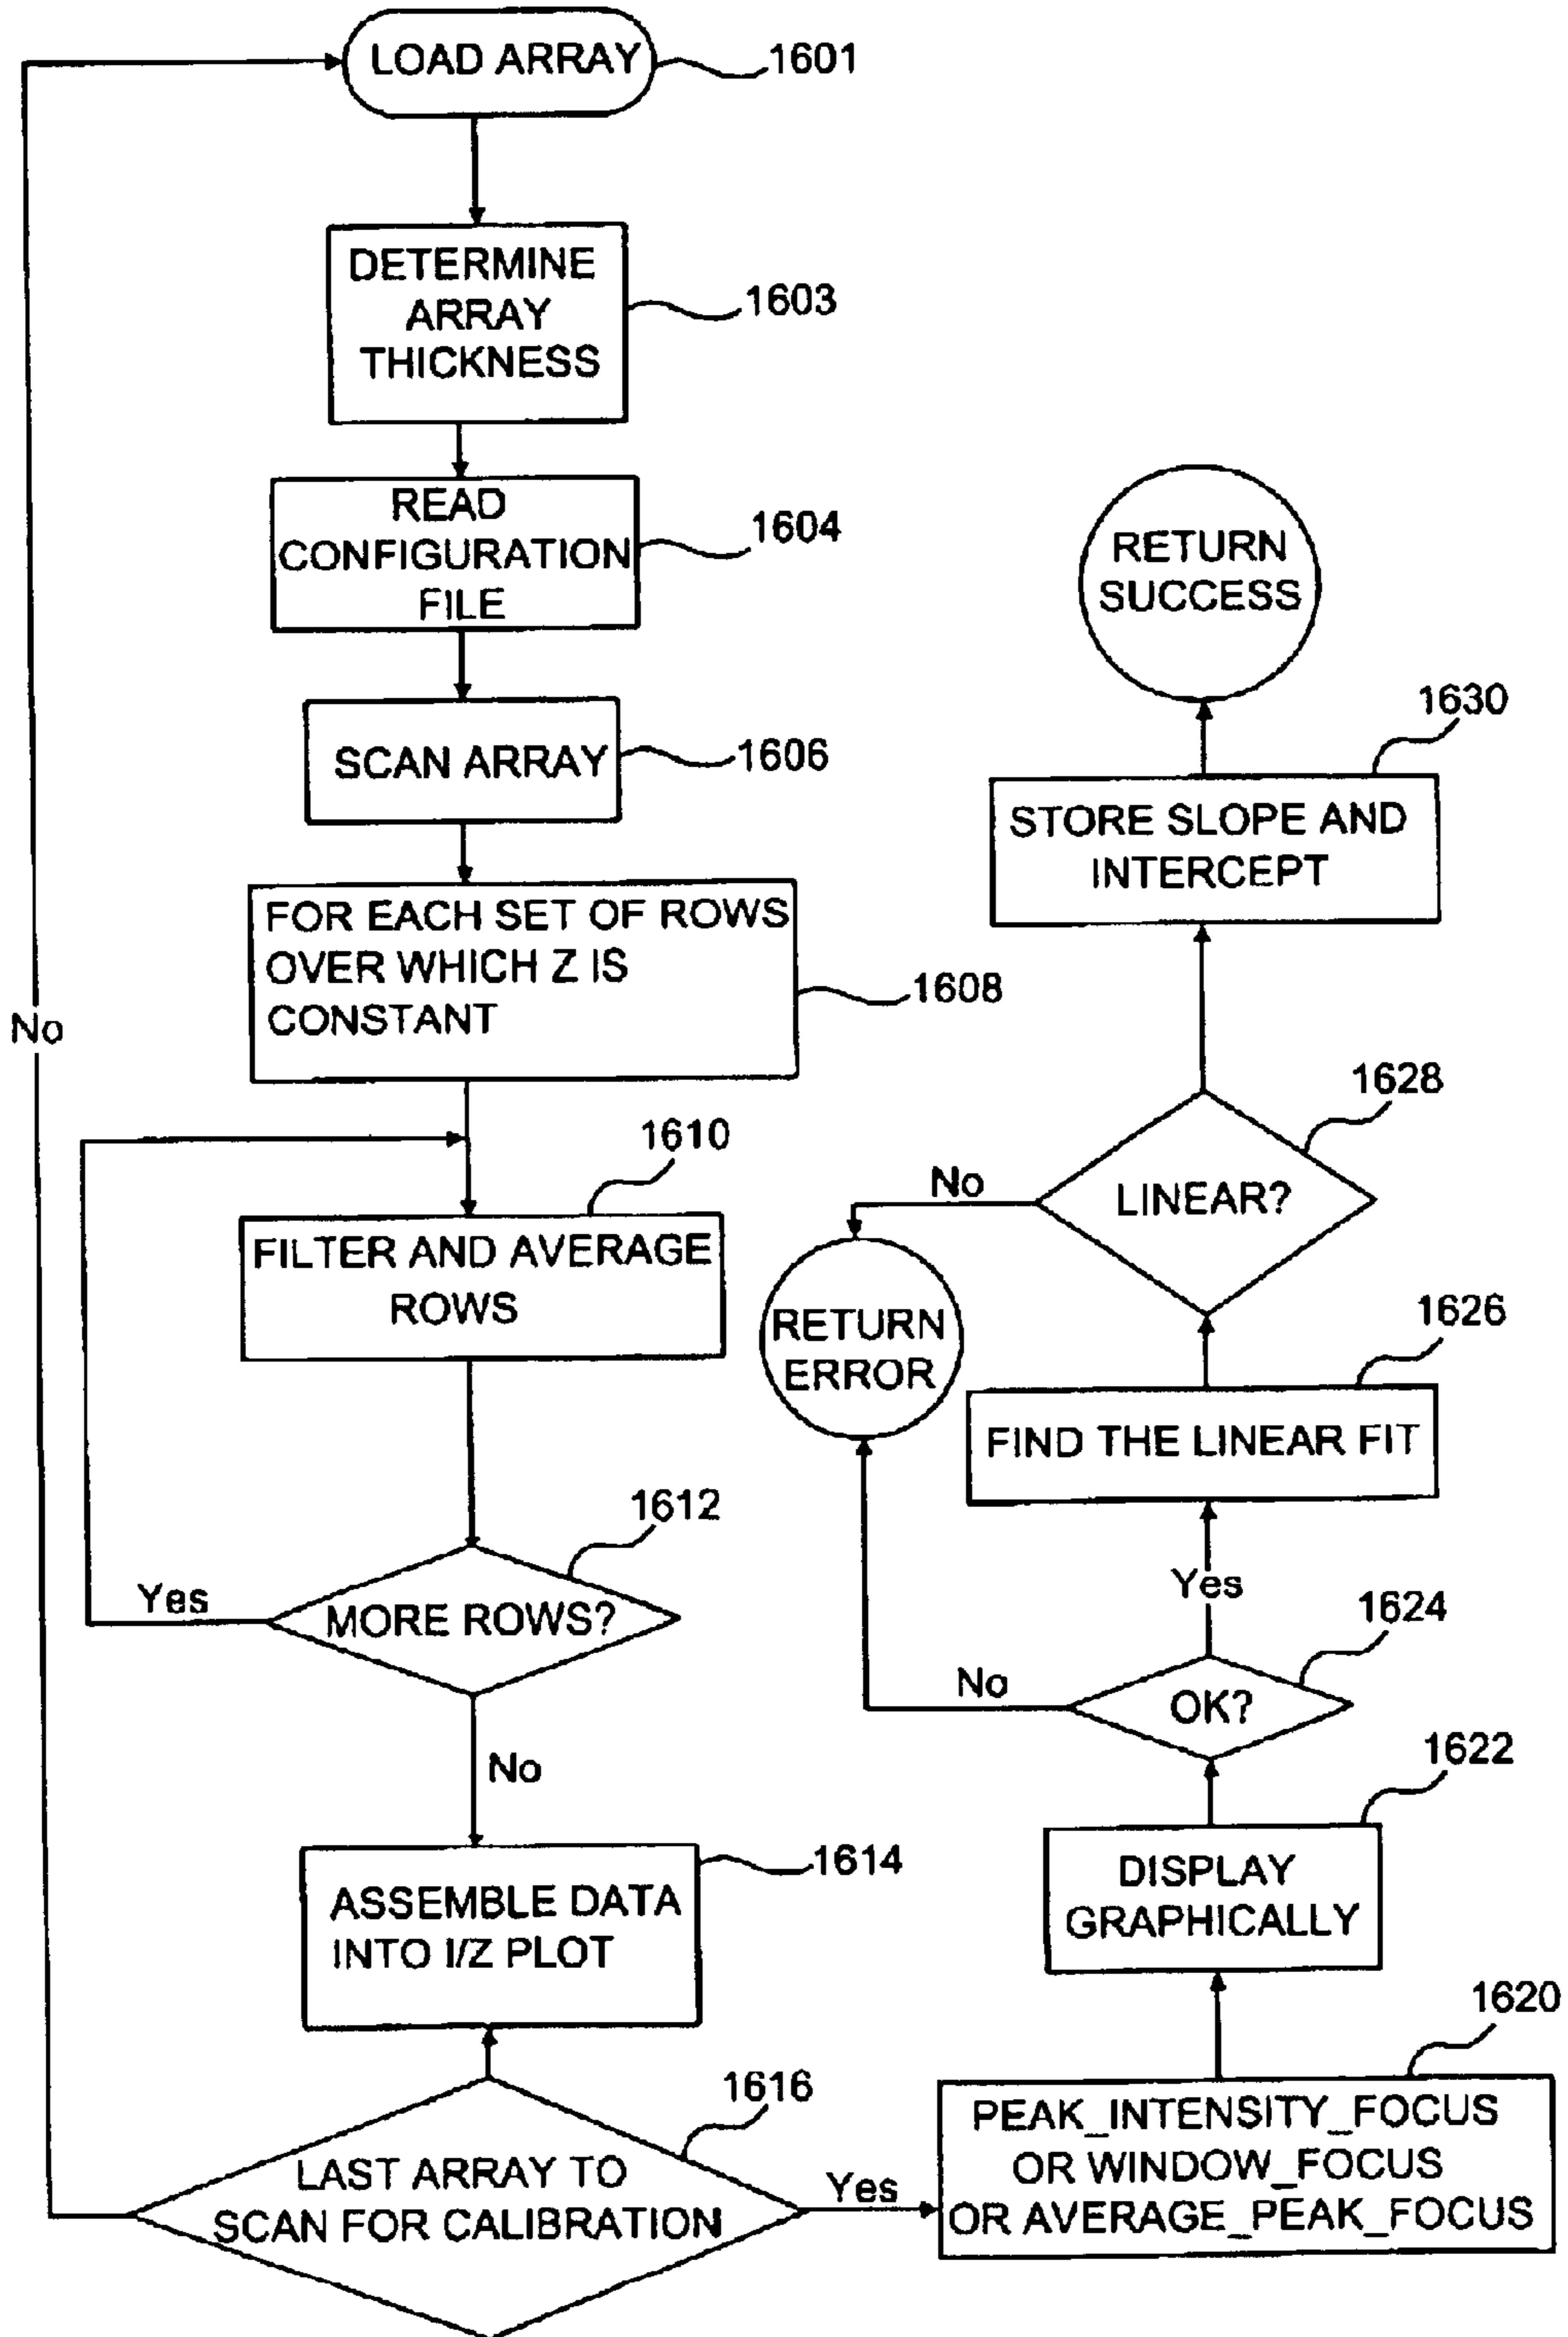 LOAD ARRAY
1601
DETERMINE
ARRAY
THICKNESS
1603
READ
CONFIGURATION
FILE
1604
SCAN ARRAY
1606
FOR EACH SET OF ROWS
OVER WHICH Z IS
CONSTANT
1608
No
1610
FILTER AND AVERAGE
ROWS
1612
MORE ROWS?
Yes
No
1614
ASSEMBLE DATA
INTO I/Z PLOT
1616
LAST ARRAY TO
SCAN FOR CALIBRATION
Yes
1620
PEAK_INTENSITY_FOCUS
OR WINDOW_FOCUS
OR AVERAGE_PEAK_FOCUS
1622
DISPLAY
GRAPHICALLY
1624
OK?
No
Yes
1626
FIND THE LINEAR FIT
1628
LINEAR?
No
RETURN
ERROR
1630
STORE SLOPE AND
INTERCEPT
RETURN
SUCCESS